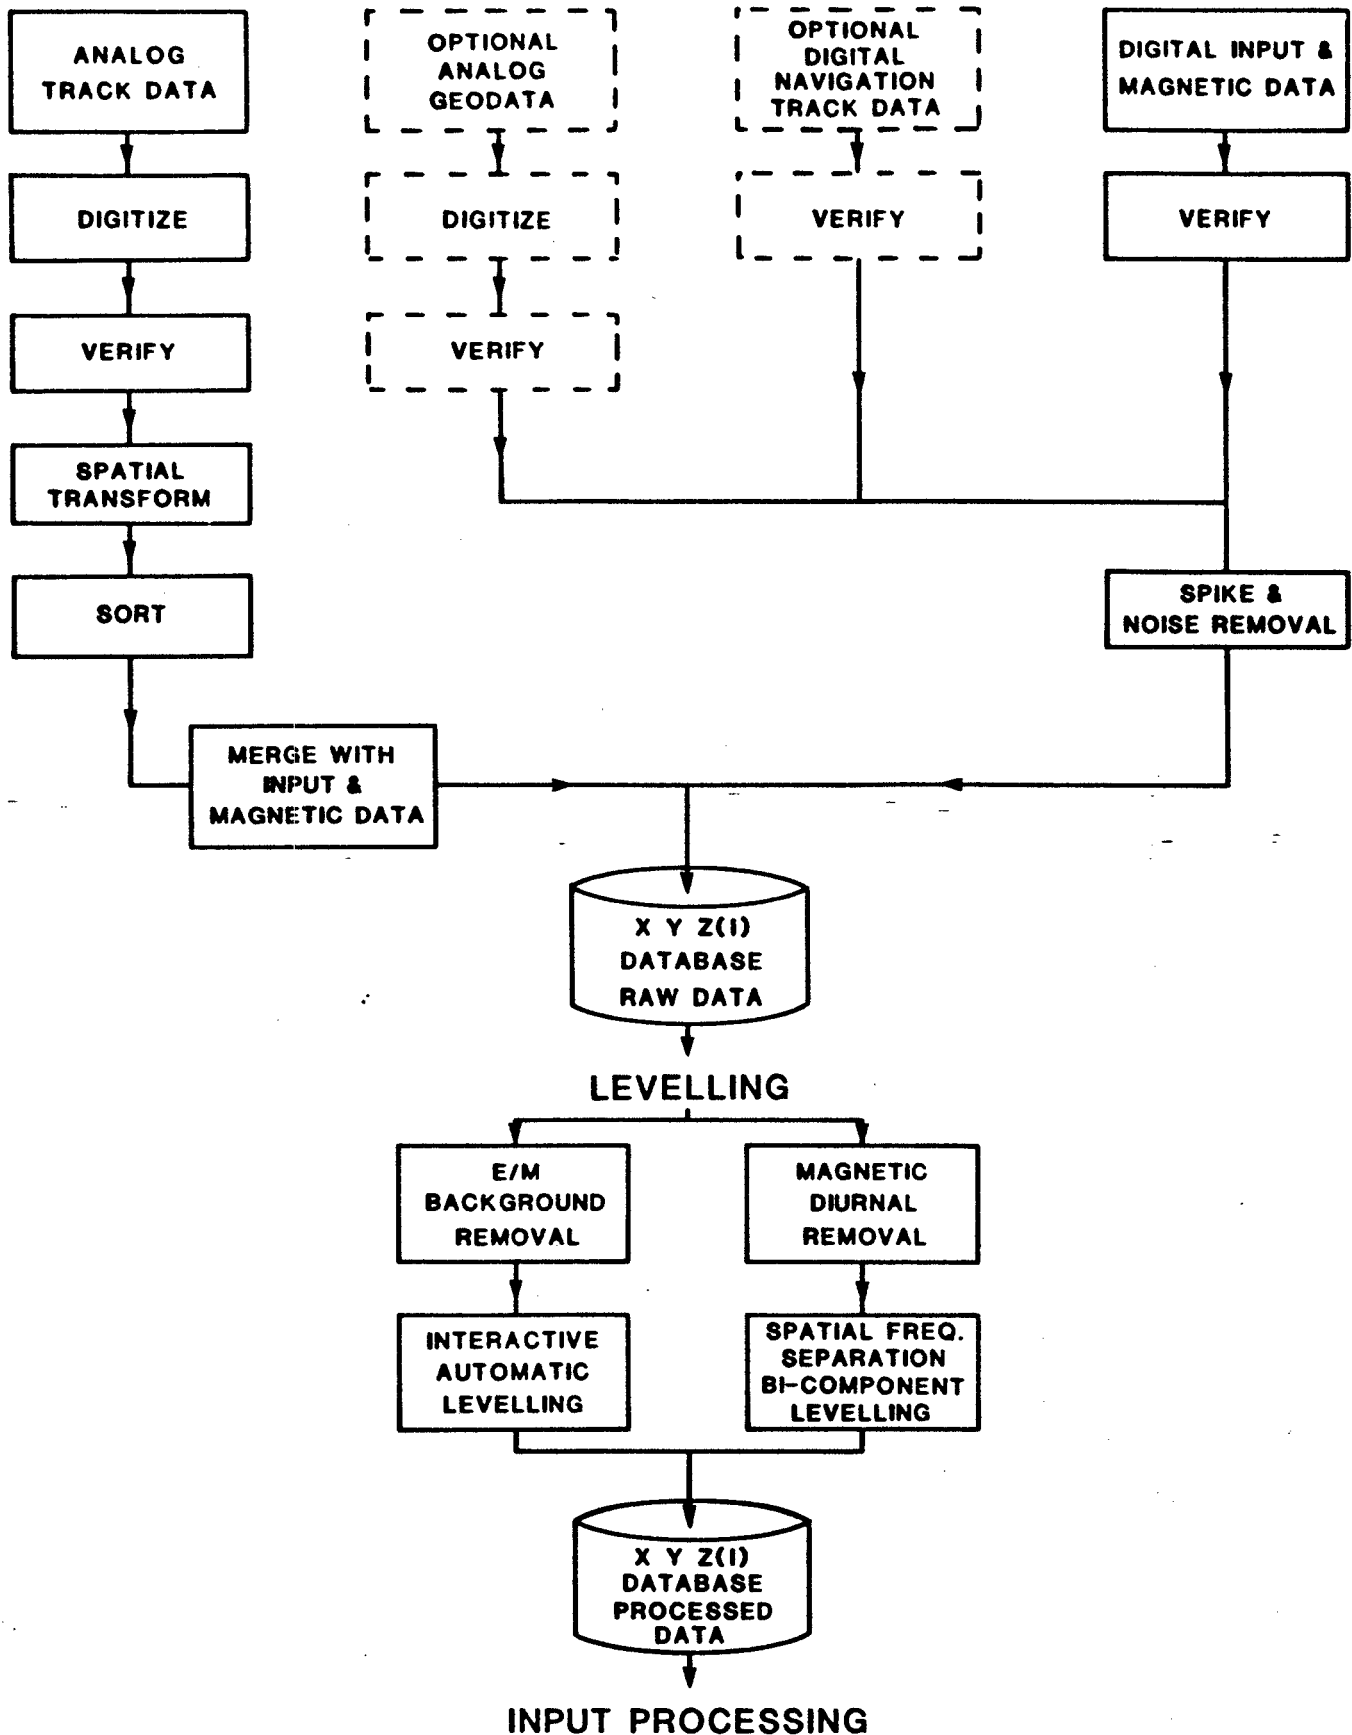 ANALOG
TRACK DATA
OPTIONAL
ANALOG
GEODATA
OPTIONAL
DIGITAL
NAVIGATION
TRACK DATA
DIGITAL INPUT &
MAGNETIC DATA
DIGITIZE
DIGITIZE
VERIFY
VERIFY
VERIFY
VERIFY
SPATIAL
TRANSFORM
SORT
SPIKE &
NOISE REMOVAL
MERGE WITH
INPUT &
MAGNETIC DATA
X Y Z(I)
DATABASE
RAW DATA
LEVELLING
E/M
BACKGROUND
REMOVAL
MAGNETIC
DIURNAL
REMOVAL
INTERACTIVE
AUTOMATIC
LEVELLING
SPATIAL FREQ.
SEPARATION
BI-COMPONENT
LEVELLING
X Y Z(I)
DATABASE
PROCESSED
DATA
INPUT PROCESSING